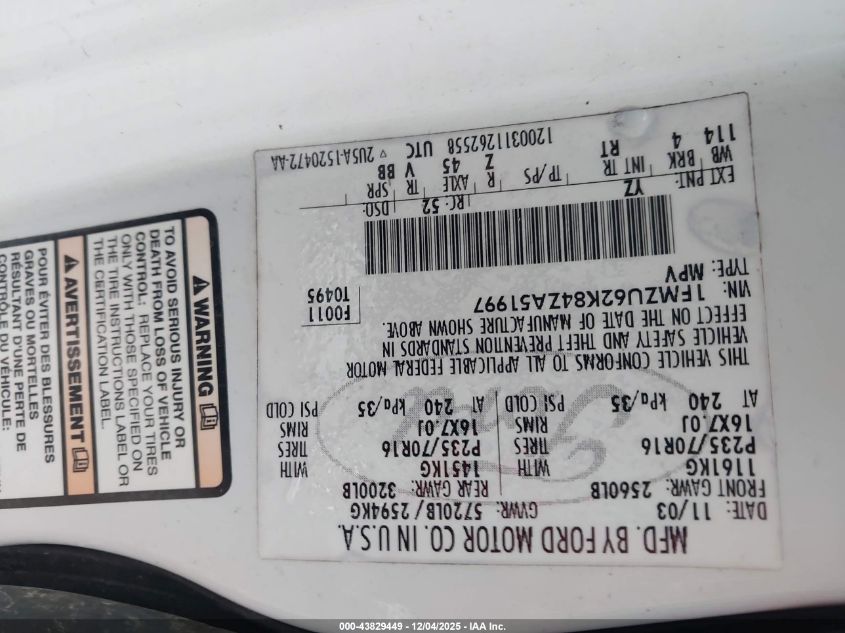 MFD. BY FORD MOTOR CO. IN U.S.A.
DATE: 11/03 GVWR: 5720LB / 2594KG
FRONT GAWR: 2560LB REAR GAWR: 3200LB
1161KG WITH 1451KG WITH
P235/70R16 TIRES P235/70R16 TIRES
16X7.0J RIMS 16X7.0J RIMS
AT 240 kPa/35 PSI COLD AT 240 kPa/35 PSI COLD
Ford
THIS VEHICLE CONFORMS TO ALL APPLICABLE FEDERAL MOTOR
VEHICLE SAFETY AND THEFT PREVENTION STANDARDS IN
EFFECT ON THE DATE OF MANUFACTURE SHOWN ABOVE.
VIN: 1FMZU62K84ZA51997 F0011
TYPE: MPV T0495
EXT PNT: YZ RC: 52 DSO:
WB BRK INT TR TP/PS R AXLE TR SPR
114 4 RT Z 45 V BB
1200311262558 UTC ▽ 2U5A-1520472-AA
WARNING
TO AVOID SERIOUS INJURY OR
DEATH FROM LOSS OF VEHICLE
CONTROL: REPLACE YOUR TIRES
ONLY WITH THOSE SPECIFIED ON
THE TIRE INSTRUCTIONS LABEL OR
THE CERTIFICATION LABEL.
AVERTISSEMENT
POUR ÉVITER DES BLESSURES
GRAVES OU MORTELLES
RÉSULTANT D'UNE PERTE DE
CONTRÔLE DU VÉHICULE:
000-43829449 - 12/04/2025 - IAA Inc.